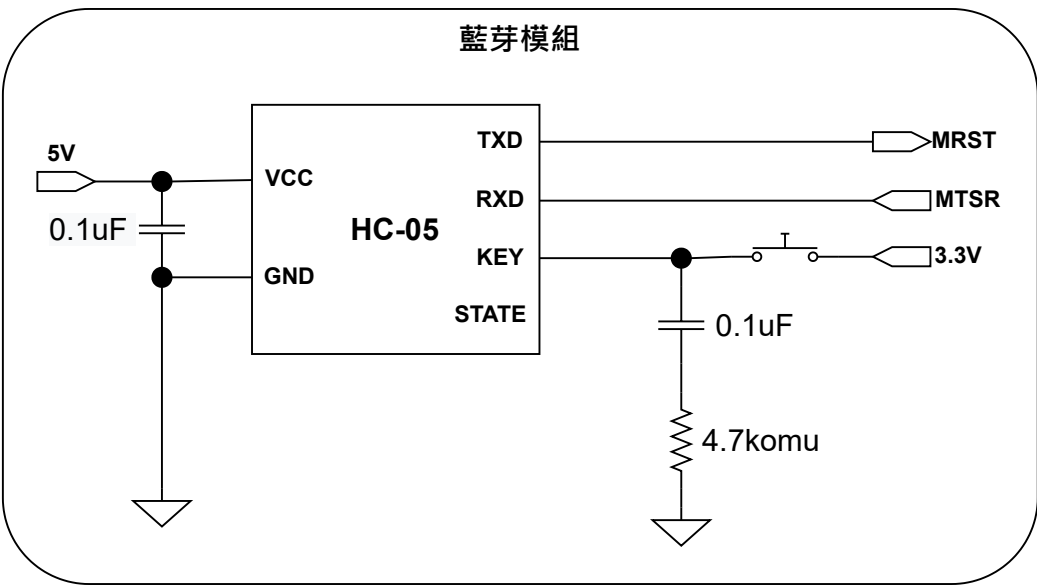 藍芽模組
5V
0.1uF
VCC
GND
HC-05
TXD
RXD
KEY
STATE
MRST
MTSR
3.3V
0.1uF
4.7komu